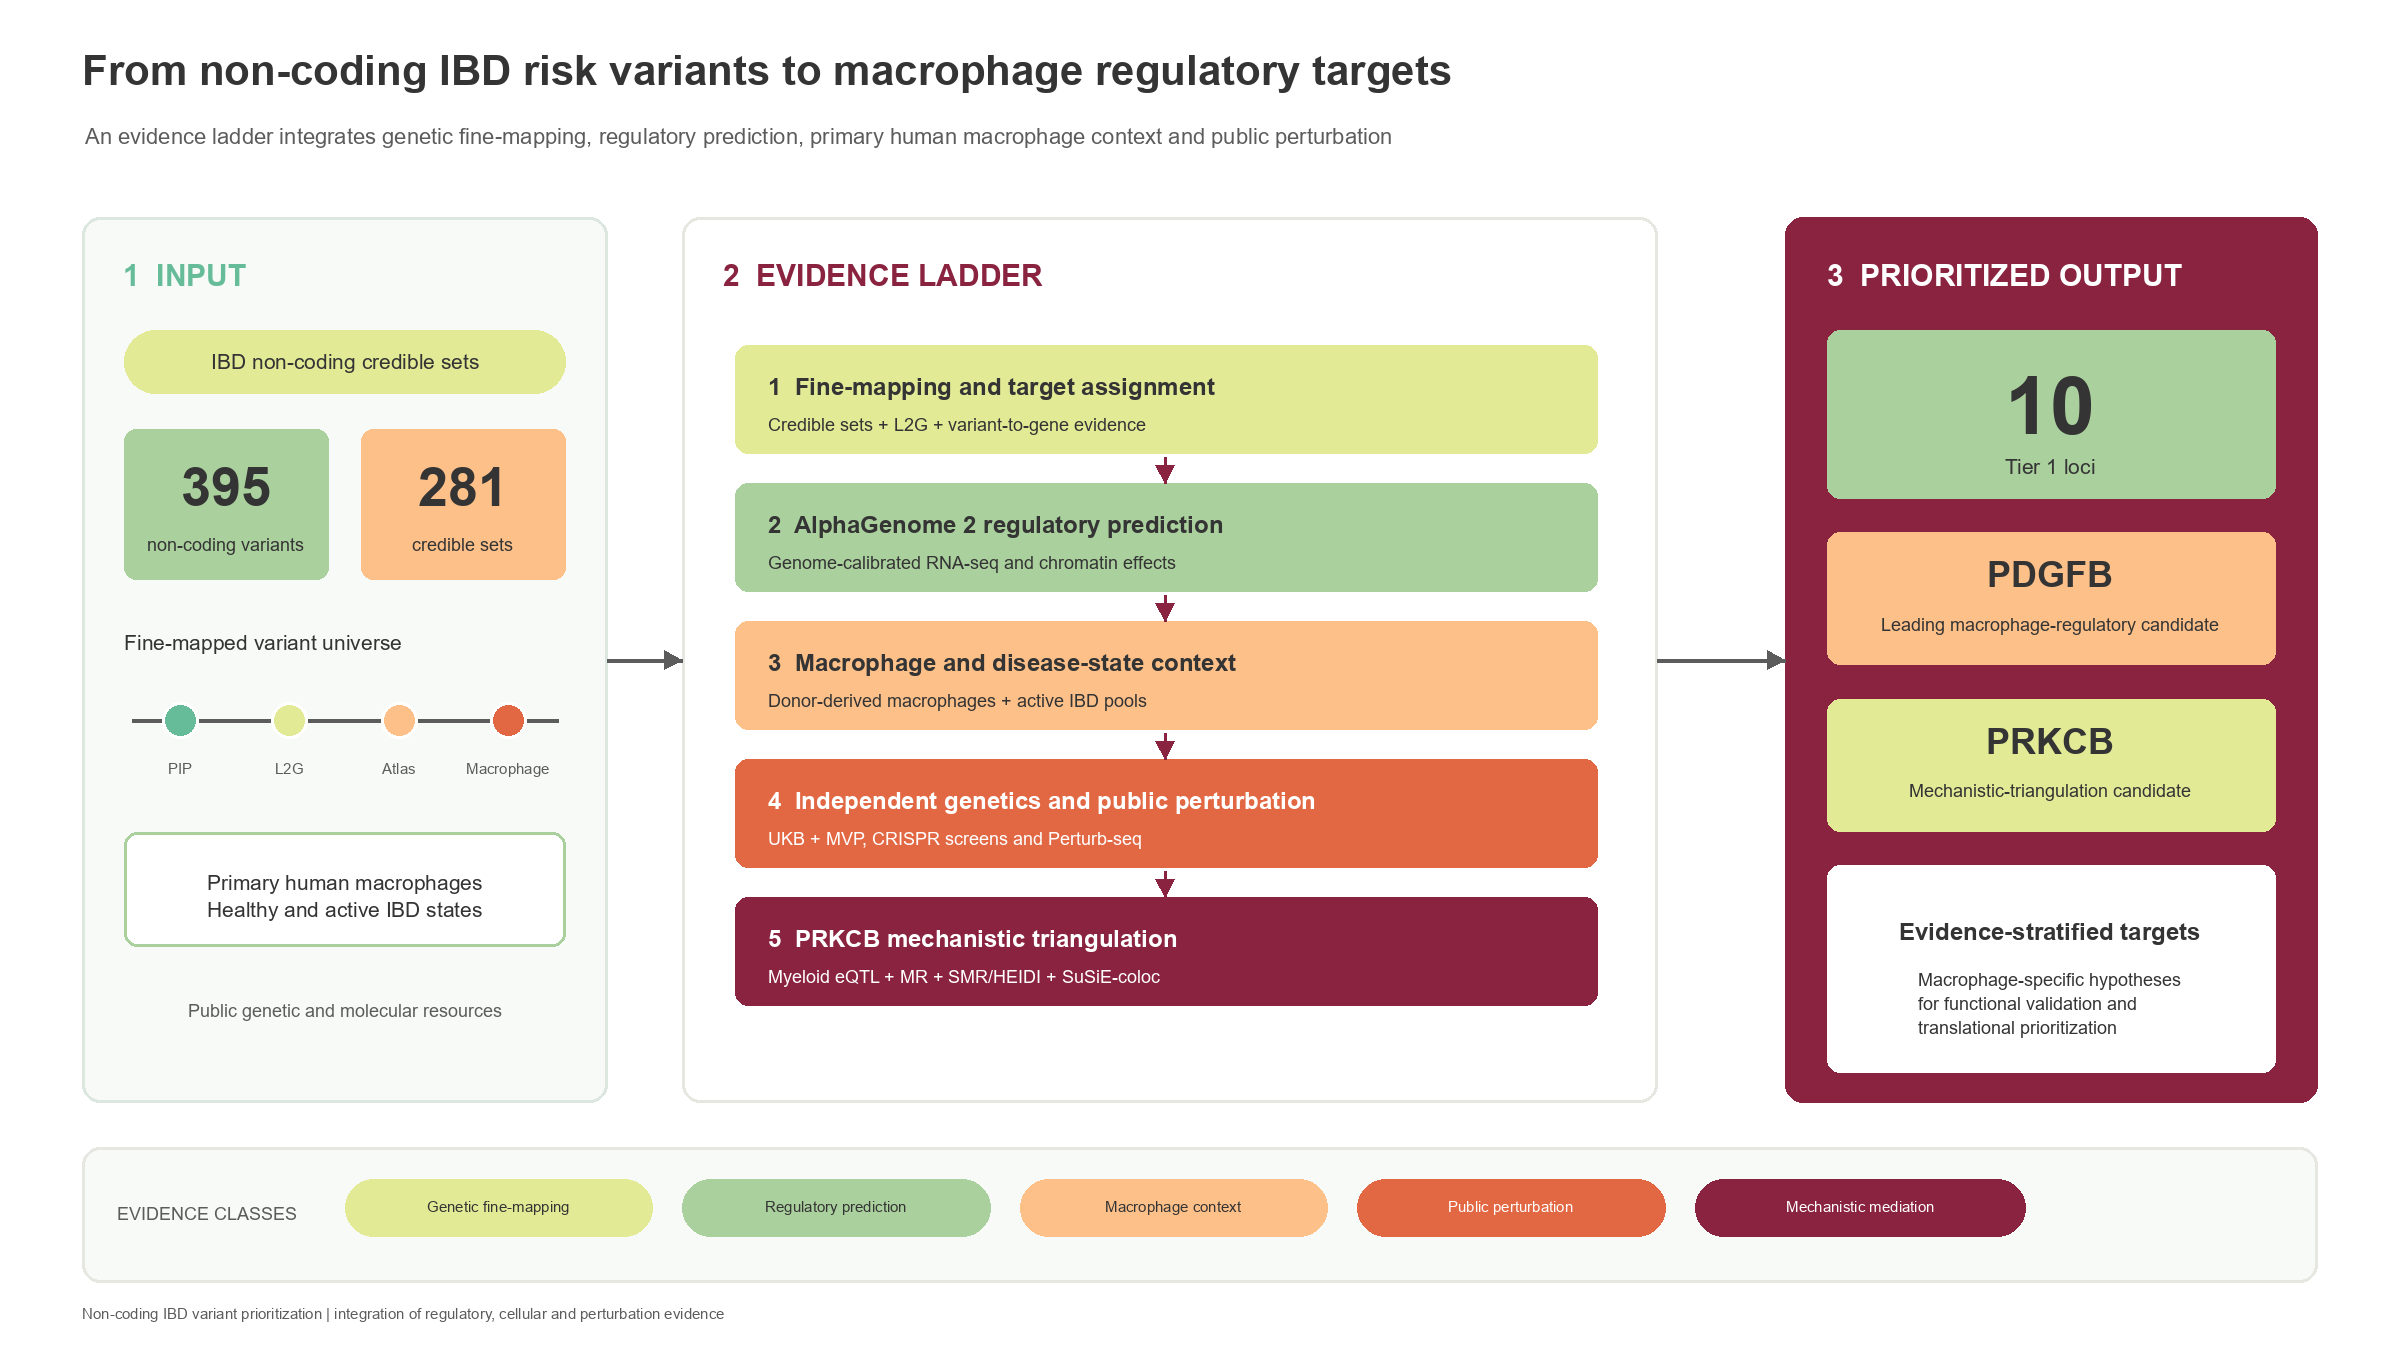 From non-coding IBD risk variants to macrophage regulatory targets
An evidence ladder integrates genetic fine-mapping, regulatory prediction, primary human macrophage context and public perturbation
1 INPUT
IBD non-coding credible sets
395
non-coding variants
281
credible sets
Fine-mapped variant universe
PIP
L2G
Atlas
Macrophage
Primary human macrophages
Healthy and active IBD states
Public genetic and molecular resources
2 EVIDENCE LADDER
1 Fine-mapping and target assignment
Credible sets + L2G + variant-to-gene evidence
2 AlphaGenome 2 regulatory prediction
Genome-calibrated RNA-seq and chromatin effects
3 Macrophage and disease-state context
Donor-derived macrophages + active IBD pools
4 Independent genetics and public perturbation
UKB + MVP, CRISPR screens and Perturb-seq
5 PRKCB mechanistic triangulation
Myeloid eQTL + MR + SMR/HEIDI + SuSiE-coloc
3 PRIORITIZED OUTPUT
10
Tier 1 loci
PDGFB
Leading macrophage-regulatory candidate
PRKCB
Mechanistic-triangulation candidate
Evidence-stratified targets
Macrophage-specific hypotheses
for functional validation and
translational prioritization
EVIDENCE CLASSES
Genetic fine-mapping
Regulatory prediction
Macrophage context
Public perturbation
Mechanistic mediation
Non-coding IBD variant prioritization | integration of regulatory, cellular and perturbation evidence